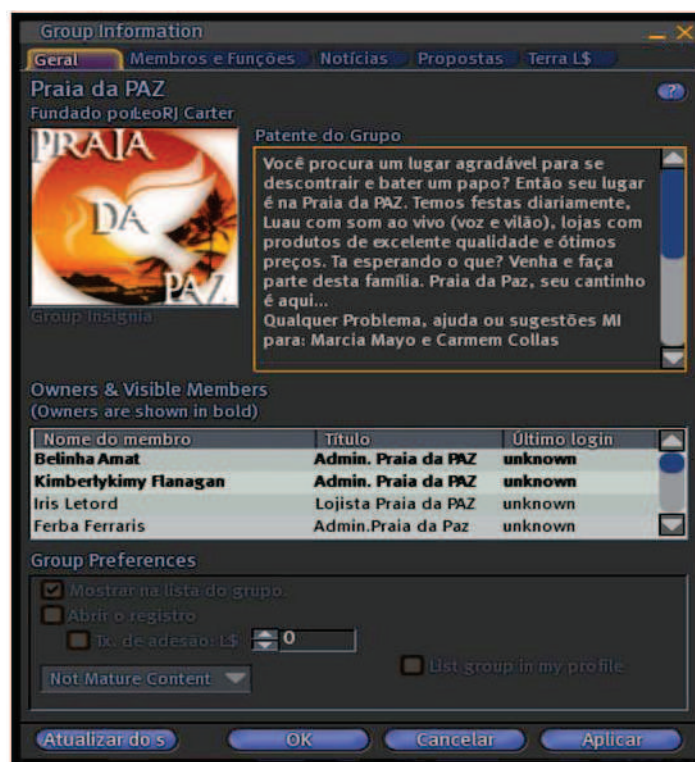 Group Information
Geral Membros e Funções Notícias Propostas Terra L$
Praia da PAZ
?
Fundado por:LeoRJ Carter
PRAIA
DA
PAZ
Group Insignia
Patente do Grupo
Você procura um lugar agradável para se
descontrair e bater um papo? Então seu lugar
é na Praia da PAZ. Temos festas diariamente,
Luau com som ao vivo (voz e vilão), lojas com
produtos de excelente qualidade e ótimos
preços. Ta esperando o que? Venha e faça
parte desta família. Praia da Paz, seu cantinho
é aqui...
Qualquer Problema, ajuda ou sugestões MI
para: Marcia Mayo e Carmem Collas
Owners & Visible Members
(Owners are shown in bold)
Nome do membro Título Último login
Belinha Amat Admin. Praia da PAZ unknown
Kimberlykimy Flanagan Admin. Praia da PAZ unknown
Iris Letord Lojista Praia da PAZ unknown
Ferba Ferraris Admin.Praia da Paz unknown
Group Preferences
Mostrar na lista do grupo.
Abrir o registro
Tx. de adesão: L$ 0
List group in my profile
Not Mature Content
Atualizar do s OK Cancelar Aplicar